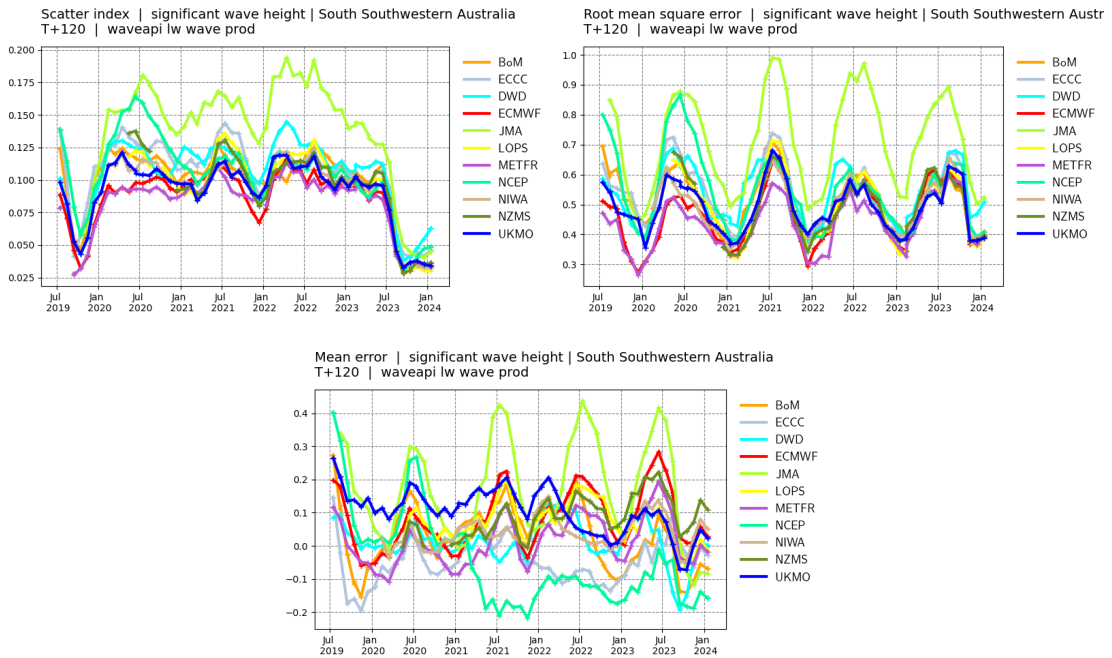 Scatter index | significant wave height | South Southwestern Australia
T+120 | waveapi lw wave prod
0.200
0.175
0.150
0.125
0.100
0.075
0.050
0.025
Jul 2019
Jan 2020
Jul 2020
Jan 2021
Jul 2021
Jan 2022
Jul 2022
Jan 2023
Jul 2023
Jan 2024
BoM
ECCC
DWD
ECMWF
JMA
LOPS
METFR
NCEP
NIWA
NZMS
UKMO
Root mean square error | significant wave height | South Southwestern Austr
T+120 | waveapi lw wave prod
1.0
0.9
0.8
0.7
0.6
0.5
0.4
0.3
Jul 2019
Jan 2020
Jul 2020
Jan 2021
Jul 2021
Jan 2022
Jul 2022
Jan 2023
Jul 2023
Jan 2024
BoM
ECCC
DWD
ECMWF
JMA
LOPS
METFR
NCEP
NIWA
NZMS
UKMO
Mean error | significant wave height | South Southwestern Australia
T+120 | waveapi lw wave prod
0.4
0.3
0.2
0.1
0.0
−0.1
−0.2
Jul 2019
Jan 2020
Jul 2020
Jan 2021
Jul 2021
Jan 2022
Jul 2022
Jan 2023
Jul 2023
Jan 2024
BoM
ECCC
DWD
ECMWF
JMA
LOPS
METFR
NCEP
NIWA
NZMS
UKMO